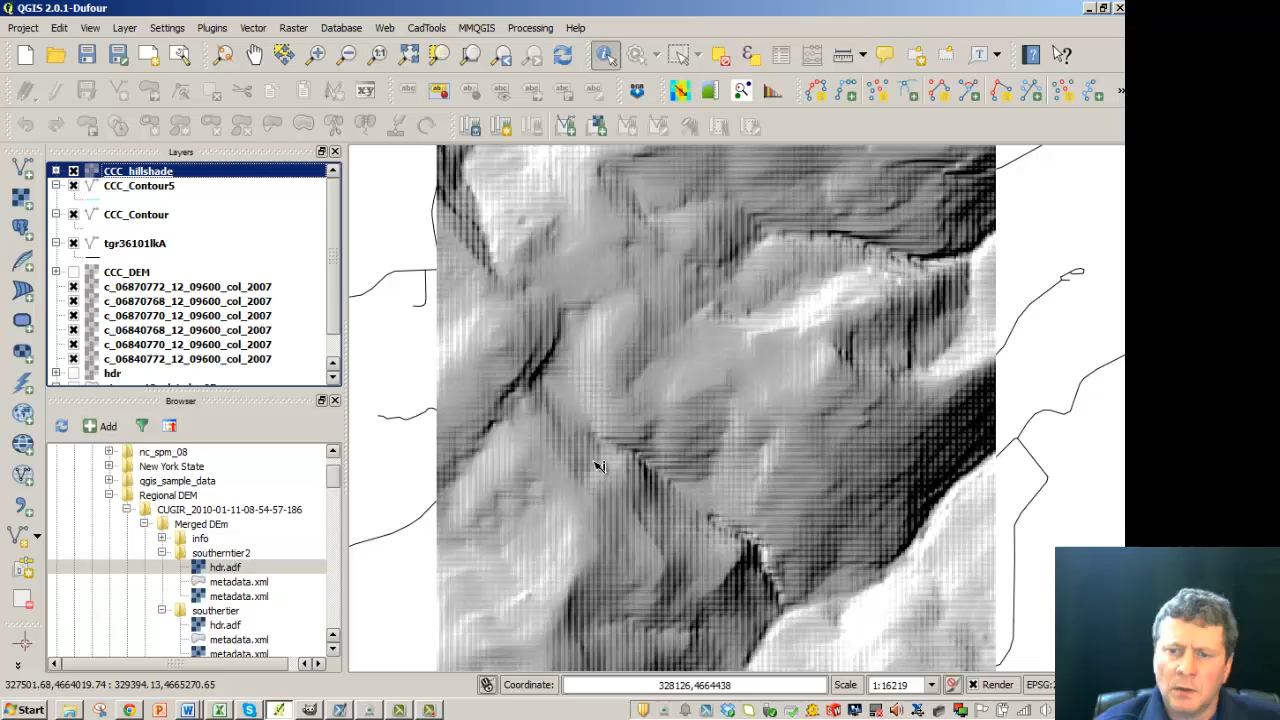 QGIS 2.0.1-Dufour
Project Edit View Layer Settings Plugins Vector Raster Database Web CadTools MMQGIS Processing Help
Layers
CCC_hillshade
CCC_Contour5
CCC_Contour
tgr36101lkA
CCC_DEM
c_06870772_12_09600_col_2007
c_06870768_12_09600_col_2007
c_06870770_12_09600_col_2007
c_06840768_12_09600_col_2007
c_06840770_12_09600_col_2007
c_06840772_12_09600_col_2007
hdr
Browser
Add
nc_spm_08
New York State
qgis_sample_data
Regional DEM
CUGIR_2010-01-11-08-54-57-186
Merged DEm
info
southerntier2
hdr.adf
metadata.xml
metadata.xml
southertier
hdr.adf
metadata.xml
metadata.xml
327501.68,4664019.74 : 329394.13,4665270.65
Coordinate: 328126,4664438 Scale 1:16219 Render EPSG:2
Start